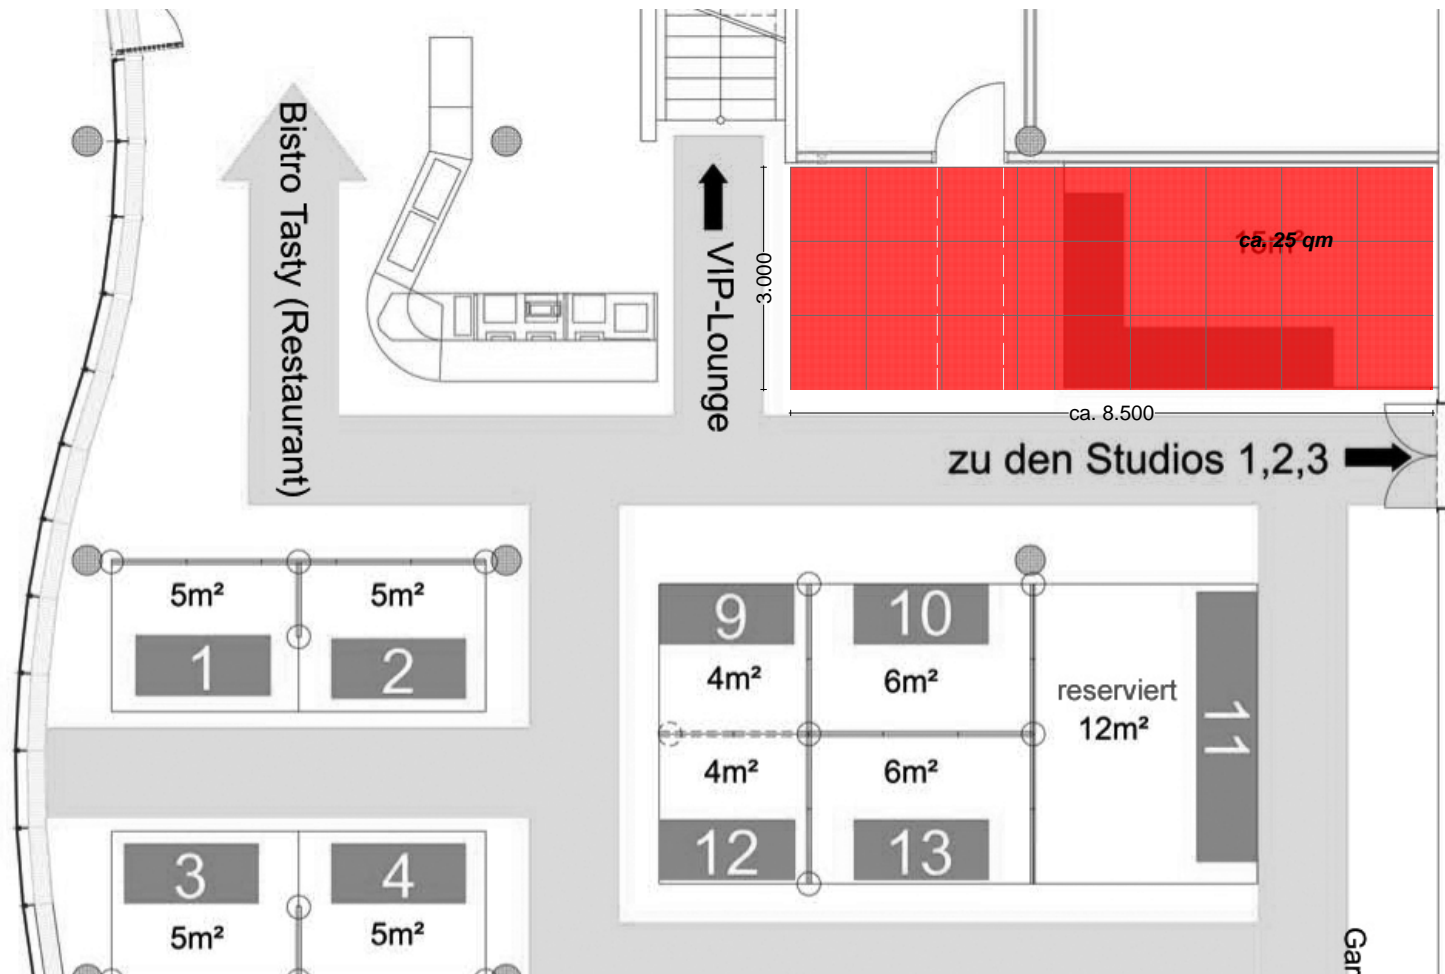 Bistro Tasty (Restaurant)
VIP-Lounge
3.000
15m²
ca. 25 qm
ca. 8.500
zu den Studios 1,2,3
5m²
5m²
1
2
9
10
4m²
6m²
reserviert
12m²
11
4m²
6m²
12
13
3
4
5m²
5m²
Gar